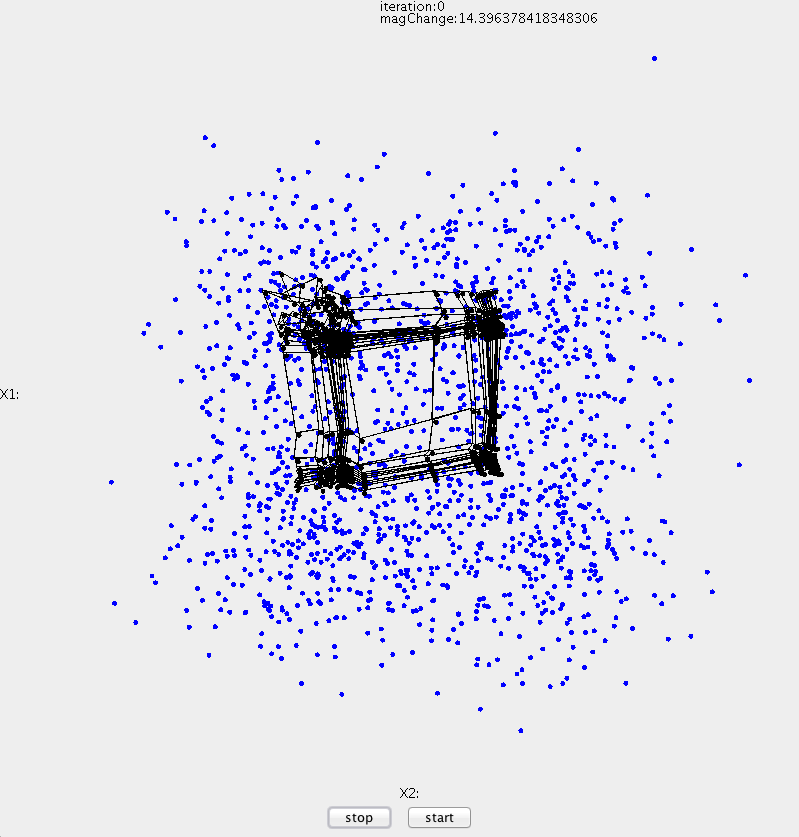 iteration:0
magChange:14.396378418348306
X1:
X2:
stop
start